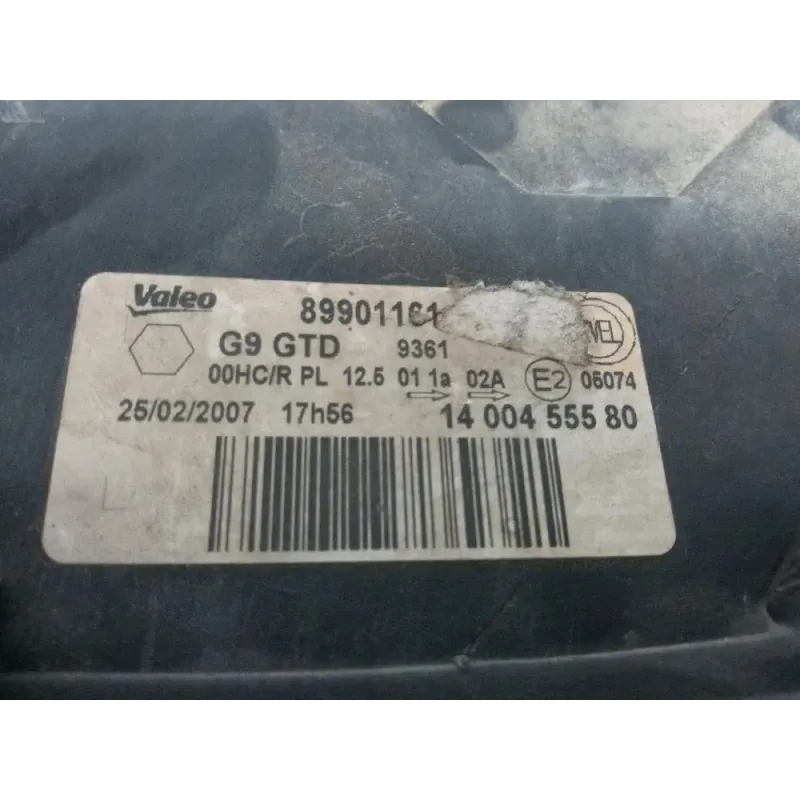 Valeo 89901161
G9 GTD 9361
00HC/R PL 12.5 01 1a 02A E2 05074
25/02/2007 17h56 14 004 555 80